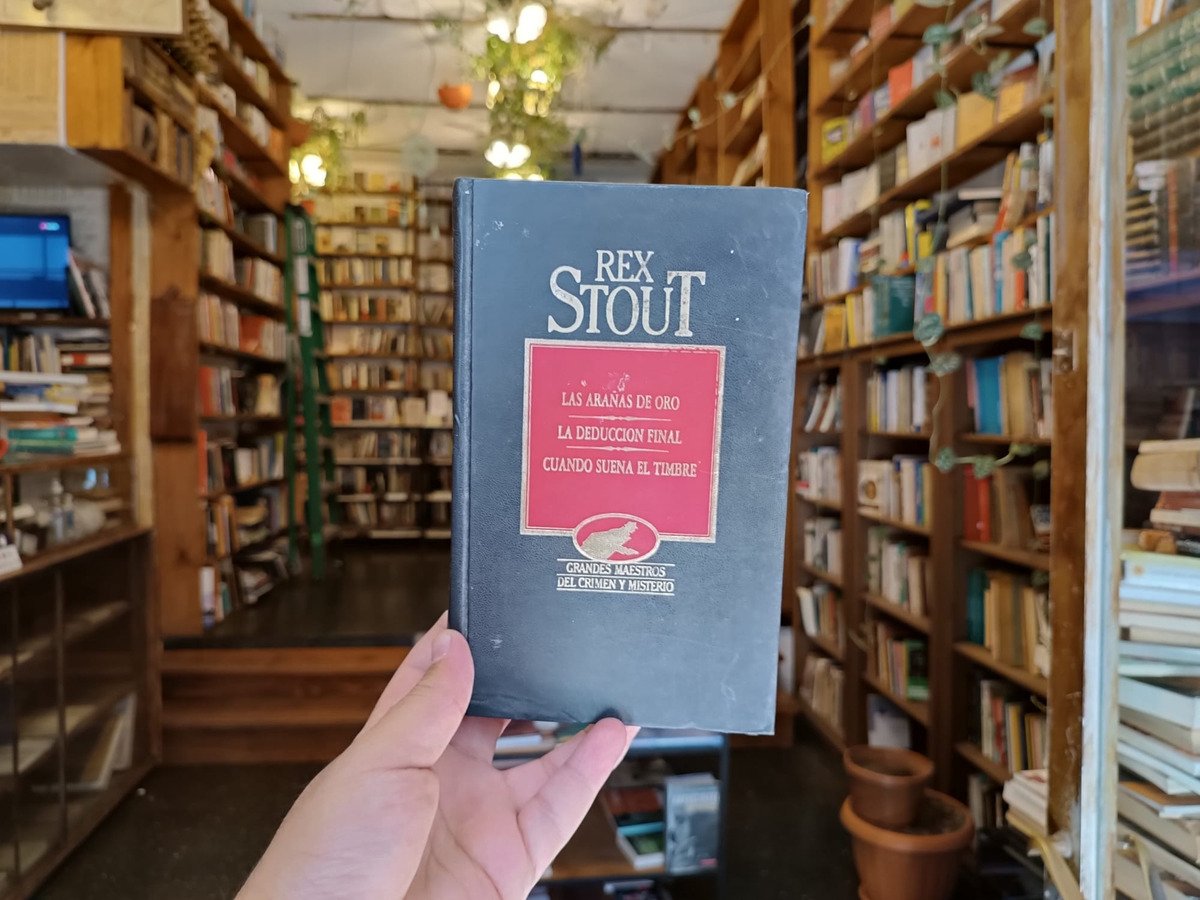 REX
STOUT
LAS ARAÑAS DE ORO
LA DEDUCCION FINAL
CUANDO SUENA EL TIMBRE
GRANDES MAESTROS
DEL CRIMEN Y MISTERIO